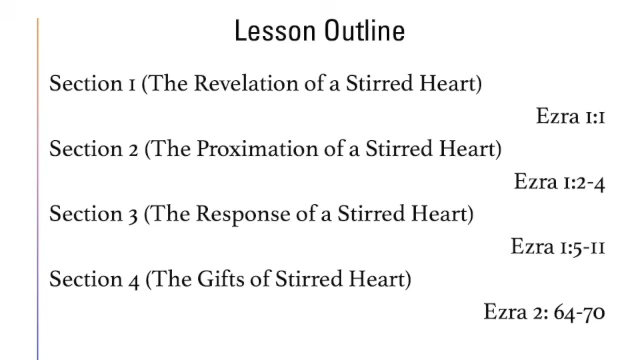 Lesson Outline
Section 1 (The Revelation of a Stirred Heart)
Ezra 1:1
Section 2 (The Proximation of a Stirred Heart)
Ezra 1:2-4
Section 3 (The Response of a Stirred Heart)
Ezra 1:5-11
Section 4 (The Gifts of Stirred Heart)
Ezra 2: 64-70